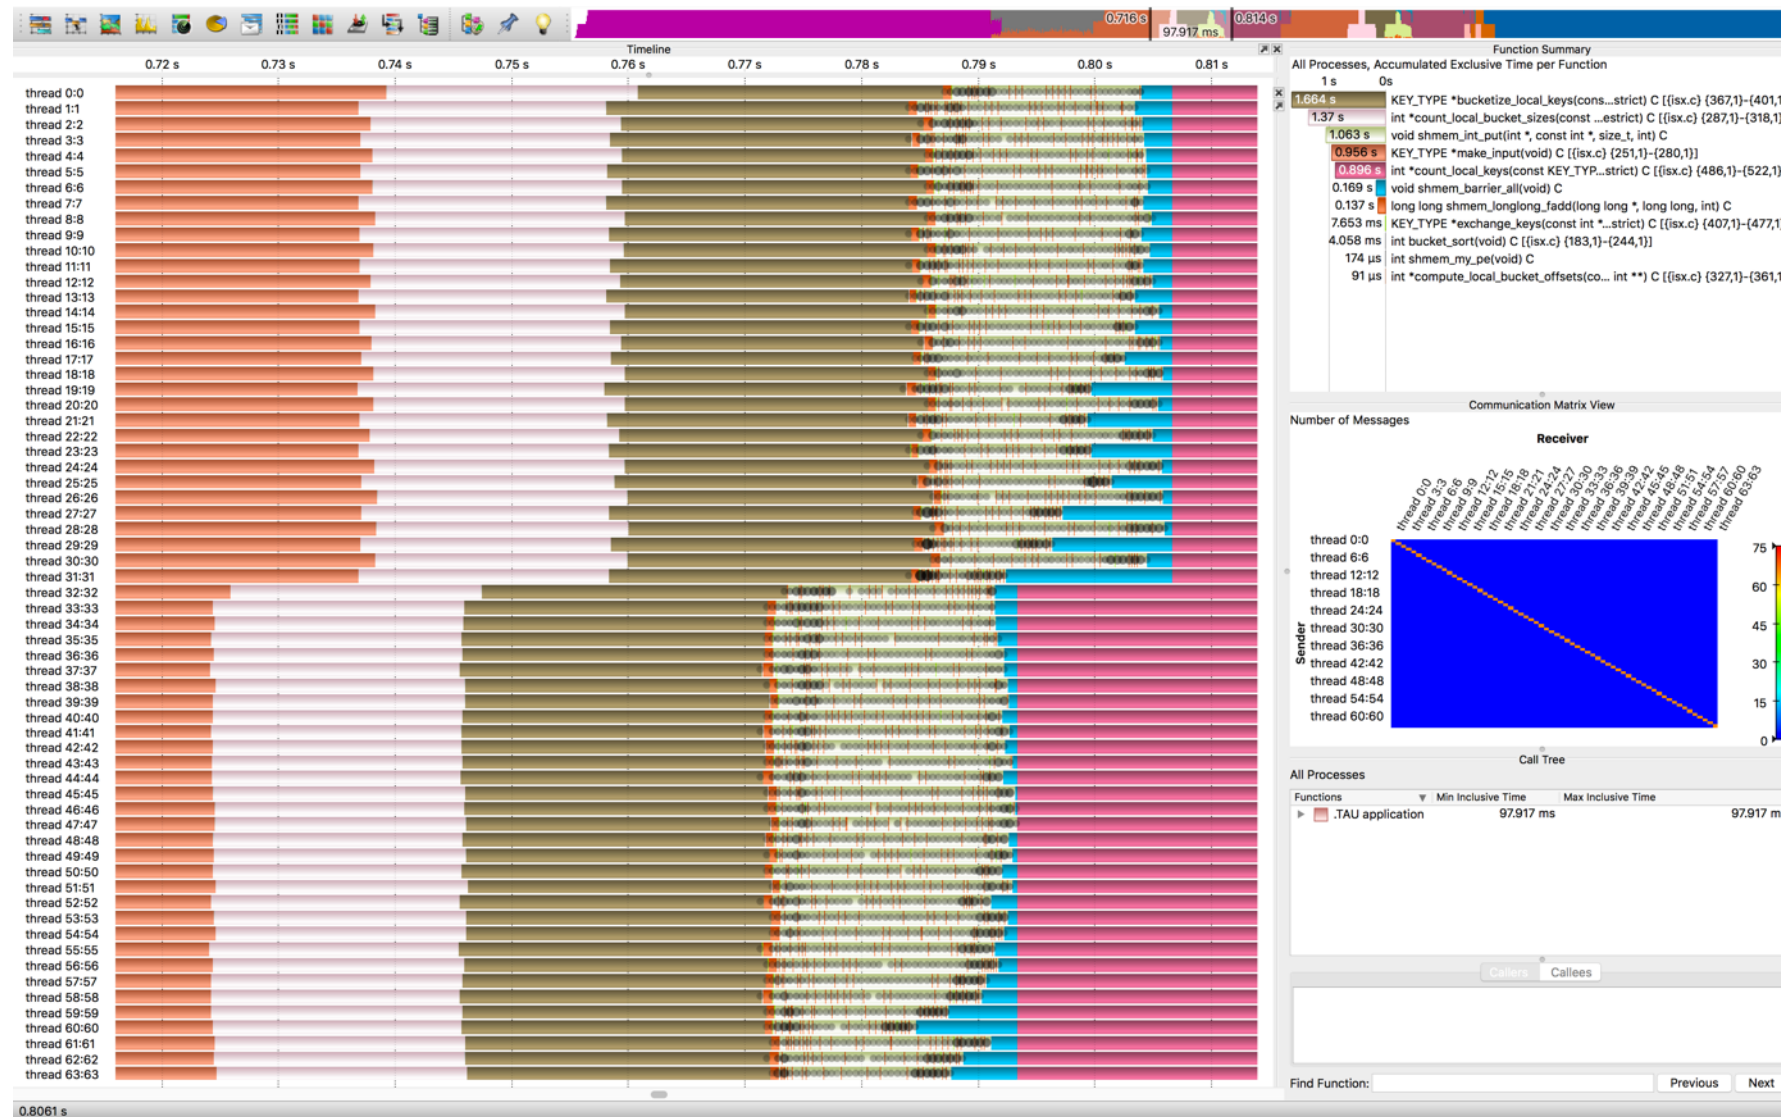 0.716 s
0.814 s
97.917 ms
Timeline
0.72 s 0.73 s 0.74 s 0.75 s 0.76 s 0.77 s 0.78 s 0.79 s 0.80 s 0.81 s
thread 0:0
thread 1:1
thread 2:2
thread 3:3
thread 4:4
thread 5:5
thread 6:6
thread 7:7
thread 8:8
thread 9:9
thread 10:10
thread 11:11
thread 12:12
thread 13:13
thread 14:14
thread 15:15
thread 16:16
thread 17:17
thread 18:18
thread 19:19
thread 20:20
thread 21:21
thread 22:22
thread 23:23
thread 24:24
thread 25:25
thread 26:26
thread 27:27
thread 28:28
thread 29:29
thread 30:30
thread 31:31
thread 32:32
thread 33:33
thread 34:34
thread 35:35
thread 36:36
thread 37:37
thread 38:38
thread 39:39
thread 40:40
thread 41:41
thread 42:42
thread 43:43
thread 44:44
thread 45:45
thread 46:46
thread 47:47
thread 48:48
thread 49:49
thread 50:50
thread 51:51
thread 52:52
thread 53:53
thread 54:54
thread 55:55
thread 56:56
thread 57:57
thread 58:58
thread 59:59
thread 60:60
thread 61:61
thread 62:62
thread 63:63
0.8061 s
Function Summary
All Processes, Accumulated Exclusive Time per Function
1 s 0s
1.664 s KEY_TYPE *bucketize_local_keys(cons...strict) C [{isx.c} {367,1}-{401,1
1.37 s int *count_local_bucket_sizes(const ...estrict) C [{isx.c} {287,1}-{318,1}
1.063 s void shmem_int_put(int *, const int *, size_t, int) C
0.956 s KEY_TYPE *make_input(void) C [{isx.c} {251,1}-{280,1}]
0.896 s int *count_local_keys(const KEY_TYP...strict) C [{isx.c} {486,1}-{522,1}
0.169 s void shmem_barrier_all(void) C
0.137 s long long shmem_longlong_fadd(long long *, long long, int) C
7.653 ms KEY_TYPE *exchange_keys(const int *...strict) C [{isx.c} {407,1}-{477,1}
4.058 ms int bucket_sort(void) C [{isx.c} {183,1}-{244,1}]
174 µs int shmem_my_pe(void) C
91 µs int *compute_local_bucket_offsets(co... int **) C [{isx.c} {327,1}-{361,1
Communication Matrix View
Number of Messages
Receiver
thread 0:0
thread 3:3
thread 6:6
thread 9:9
thread 12:12
thread 15:15
thread 18:18
thread 21:21
thread 24:24
thread 27:27
thread 30:30
thread 33:33
thread 36:36
thread 39:39
thread 42:42
thread 45:45
thread 48:48
thread 51:51
thread 54:54
thread 57:57
thread 60:60
thread 63:63
Sender
thread 0:0
thread 6:6
thread 12:12
thread 18:18
thread 24:24
thread 30:30
thread 36:36
thread 42:42
thread 48:48
thread 54:54
thread 60:60
75
60
45
30
15
0
Call Tree
All Processes
Functions Min Inclusive Time Max Inclusive Time
.TAU application 97.917 ms 97.917 m
Callers Callees
Find Function: Previous Next